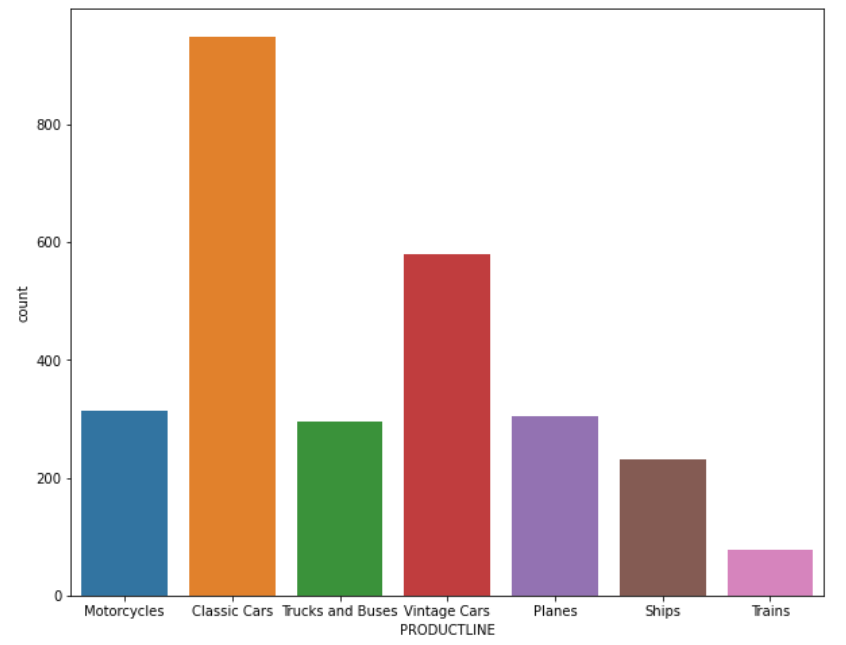 800
600
400
200
0
count
Motorcycles Classic Cars Trucks and Buses Vintage Cars Planes Ships Trains
PRODUCTLINE